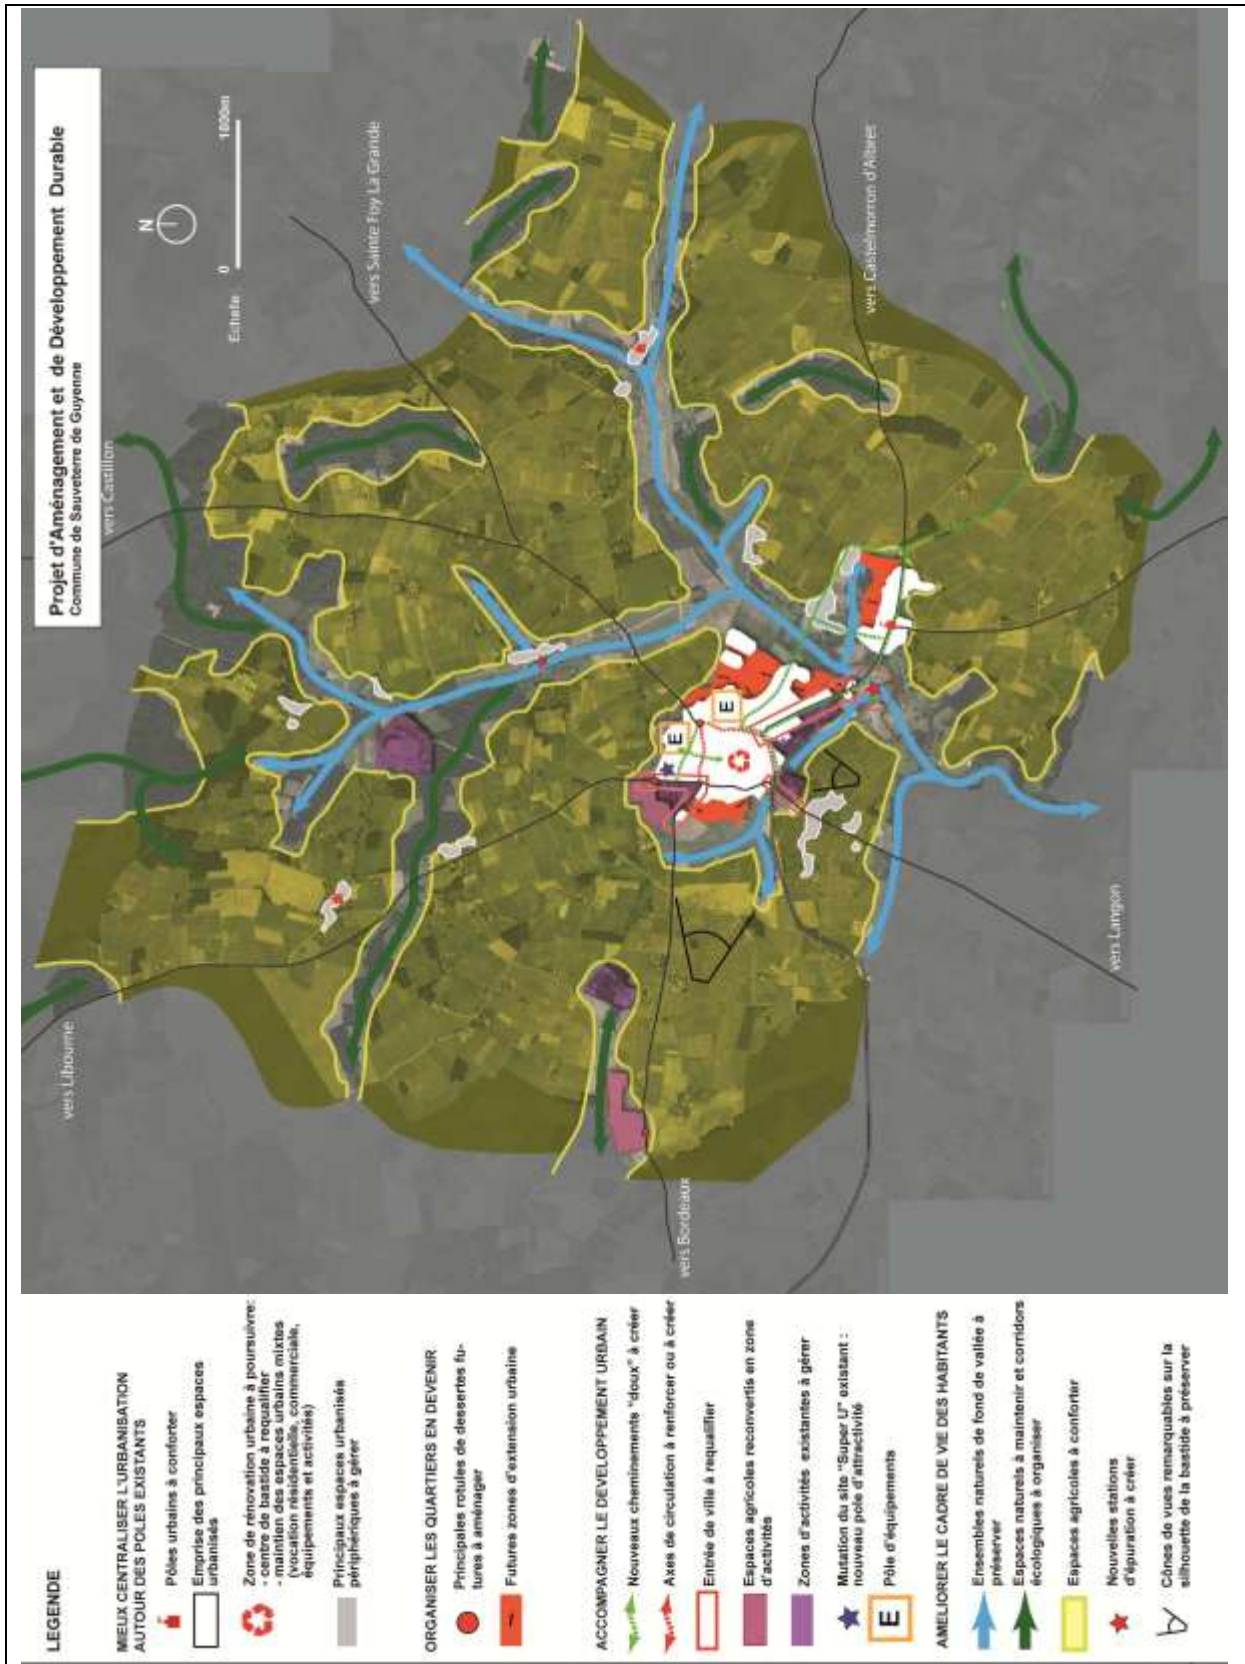 Projet d'Aménagement et de Développement Durable
Commune de Sauveterre de Guyenne
N
Echelle
0
1000m
vers Libourne
vers Castillon
vers Sainte Foy La Grande
vers Castelmorron d'Albret
vers Langon
vers Bordeaux
E
E
LEGENDE
MIEUX CENTRALISER L'URBANISATION
AUTOUR DES POLES EXISTANTS
Pôles urbains à conforter
Emprise des principaux espaces
urbanisés
Zone de rénovation urbaine à poursuivre:
- centre de bastide à requalifier
- maintien des espaces urbains mixtes
(vocation résidentielle, commerciale,
équipements et activités)
Principaux espaces urbanisés
périphériques à gérer
ORGANISER LES QUARTIERS EN DEVENIR
Principales rotules de dessertes fu-
tures à aménager
Futures zones d'extension urbaine
ACCOMPAGNER LE DEVELOPPEMENT URBAIN
Nouveaux cheminements "doux" à créer
Axes de circulation à renforcer ou à créer
Entrée de ville à requalifier
Espaces agricoles reconvertis en zone
d'activités
Zones d'activités existantes à gérer
Mutation du site "Super U" existant :
nouveau pole d'attractivité
E
Pôle d'équipements
AMELIORER LE CADRE DE VIE DES HABITANTS
Ensembles naturels de fond de vallée à
préserver
Espaces naturels à maintenir et corridors
écologiques à organiser
Espaces agricoles à conforter
Nouvelles stations
d'épuration à créer
Cônes de vues remarquables sur la
silhouette de la bastide à préserver